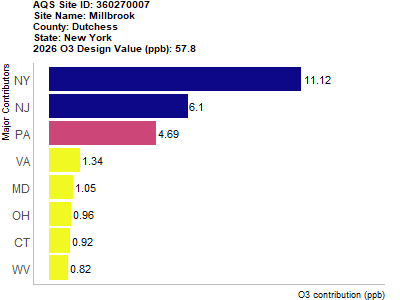 AQS Site ID: 360270007
Site Name: Millbrook
County: Dutchess
State: New York
2026 O3 Design Value (ppb): 57.8
Major Contributors
NY 11.12
NJ 6.1
PA 4.69
VA 1.34
MD 1.05
OH 0.96
CT 0.92
WV 0.82
O3 contribution (ppb)